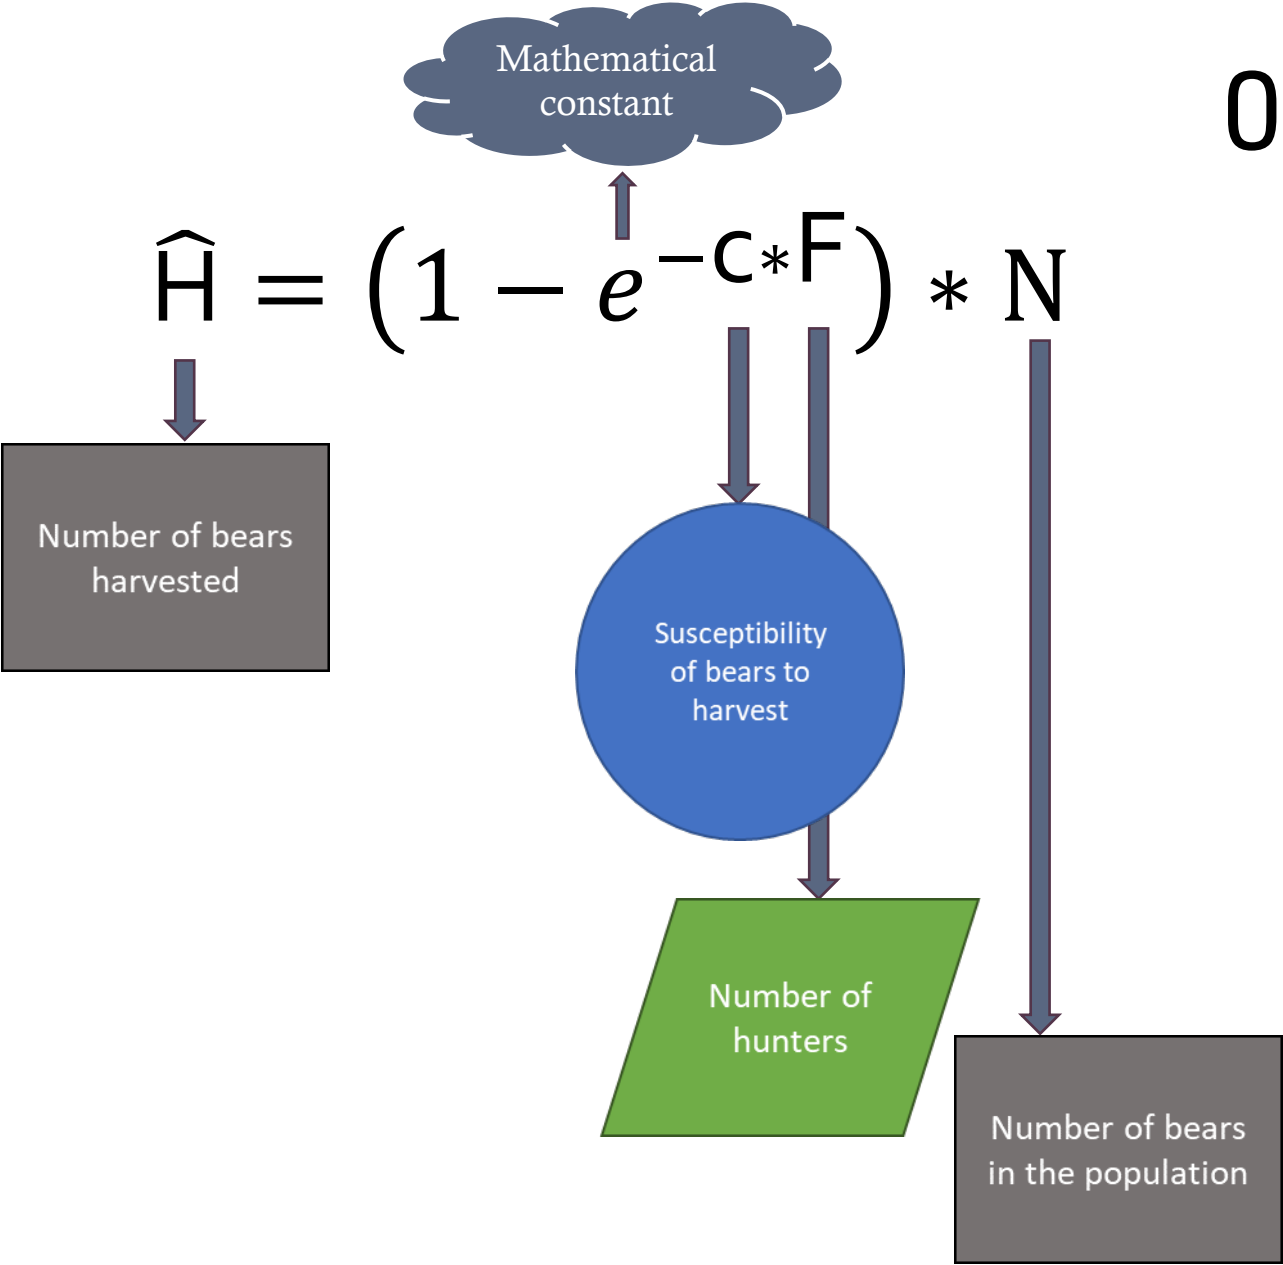 Mathematical
constant
0
Ĥ = (1 − e^−c∗F) ∗ N
Number of bears
harvested
Susceptibility
of bears to
harvest
Number of
hunters
Number of bears
in the population